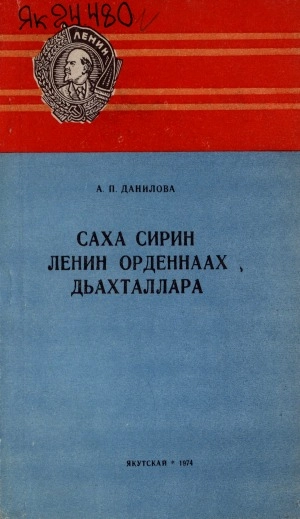 Як 24480
ЛЕНИН
А. П. ДАНИЛОВА
САХА СИРИН
ЛЕНИН ОРДЕННААХ
ДЬАХТАЛЛАРА
ЯКУТСКАЙ * 1974